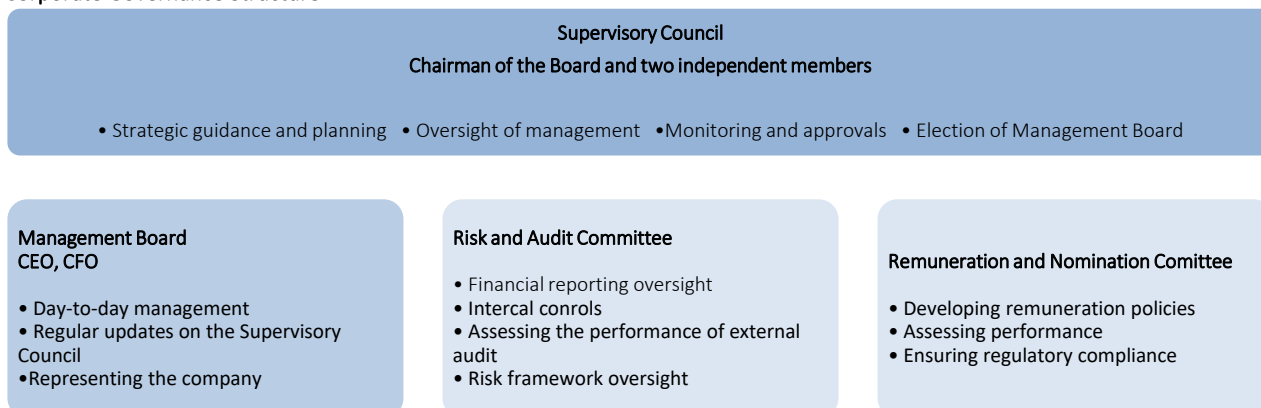 Corporate Governance structure
Supervisory Council
Chairman of the Board and two independent members
• Strategic guidance and planning • Oversight of management •Monitoring and approvals • Election of Management Board
Management Board
CEO, CFO
• Day-to-day management
• Regular updates on the Supervisory
Council
•Representing the company
Risk and Audit Committee
• Financial reporting oversight
• Intercal conrols
• Assessing the performance of external
audit
• Risk framework oversight
Remuneration and Nomination Comittee
• Developing remuneration policies
• Assessing performance
• Ensuring regulatory compliance